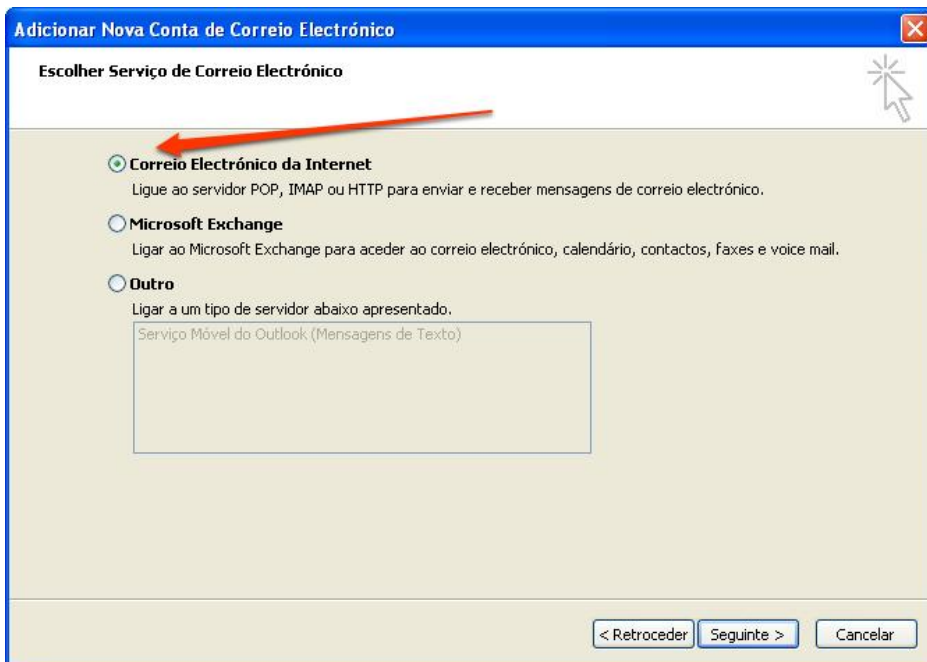 Adicionar Nova Conta de Correio Electrónico
Escolher Serviço de Correio Electrónico
Correio Electrónico da Internet
Ligue ao servidor POP, IMAP ou HTTP para enviar e receber mensagens de correio electrónico.
Microsoft Exchange
Ligar ao Microsoft Exchange para aceder ao correio electrónico, calendário, contactos, faxes e voice mail.
Outro
Ligar a um tipo de servidor abaixo apresentado.
Serviço Móvel do Outlook (Mensagens de Texto)
< Retroceder Seguinte > Cancelar